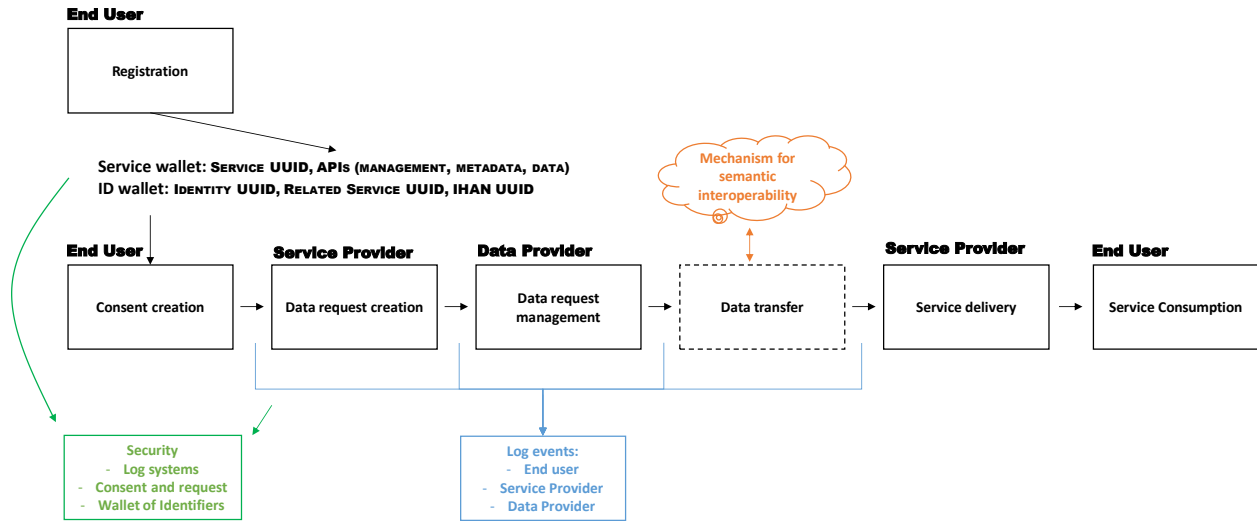 End User
Registration
Service wallet: SERVICE UUID, APIs (MANAGEMENT, METADATA, DATA)
ID wallet: IDENTITY UUID, RELATED SERVICE UUID, IHAN UUID
Mechanism for
semantic
interoperability
End User
Service Provider
Data Provider
Service Provider
End User
Consent creation
Data request creation
Data request
management
Data transfer
Service delivery
Service Consumption
Security
- Log systems
- Consent and request
- Wallet of Identifiers
Log events:
- End user
- Service Provider
- Data Provider